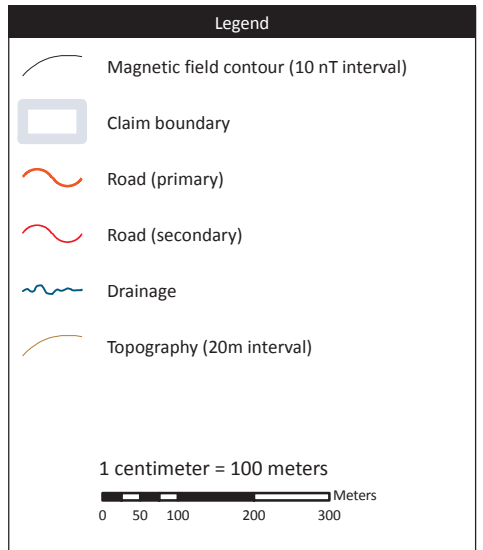 Legend
Magnetic field contour (10 nT interval)
Claim boundary
Road (primary)
Road (secondary)
Drainage
Topography (20m interval)
1 centimeter = 100 meters
Meters
0 50 100 200 300